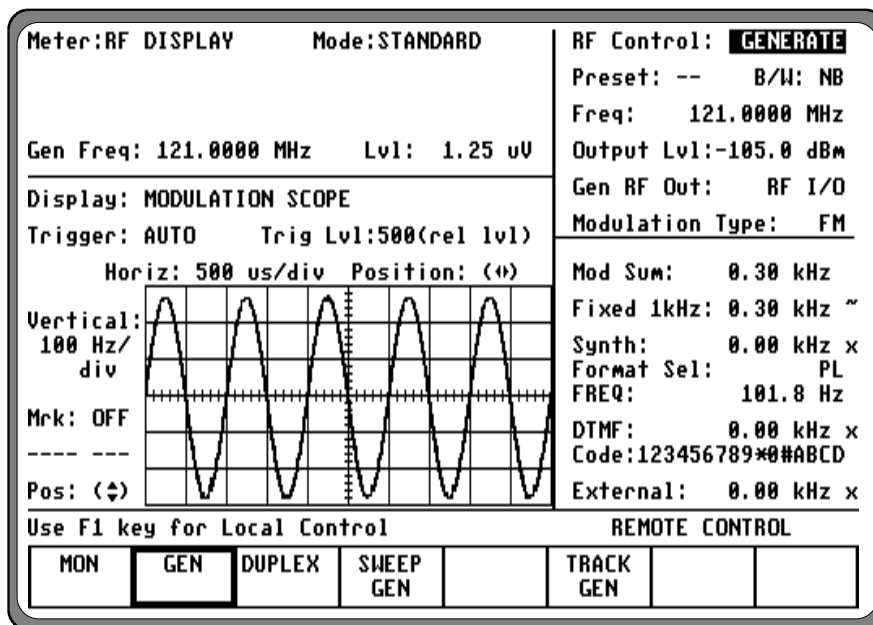 Meter:RF DISPLAY Mode:STANDARD
Gen Freq: 121.0000 MHz Lvl: 1.25 uV
Display: MODULATION SCOPE
Trigger: AUTO Trig Lvl:500(rel lvl)
Horiz: 500 us/div Position: (◂▸)
Vertical:
100 Hz/
div
Mrk: OFF
---- ---
Pos: (▴▾)
RF Control: GENERATE
Preset: -- B/W: NB
Freq: 121.0000 MHz
Output Lvl:-105.0 dBm
Gen RF Out: RF I/O
Modulation Type: FM
Mod Sum: 0.30 kHz
Fixed 1kHz: 0.30 kHz ~
Synth: 0.00 kHz x
Format Sel: PL
FREQ: 101.8 Hz
DTMF: 0.00 kHz x
Code:123456789*0#ABCD
External: 0.00 kHz x
Use F1 key for Local Control REMOTE CONTROL
MON GEN DUPLEX SWEEP GEN TRACK GEN